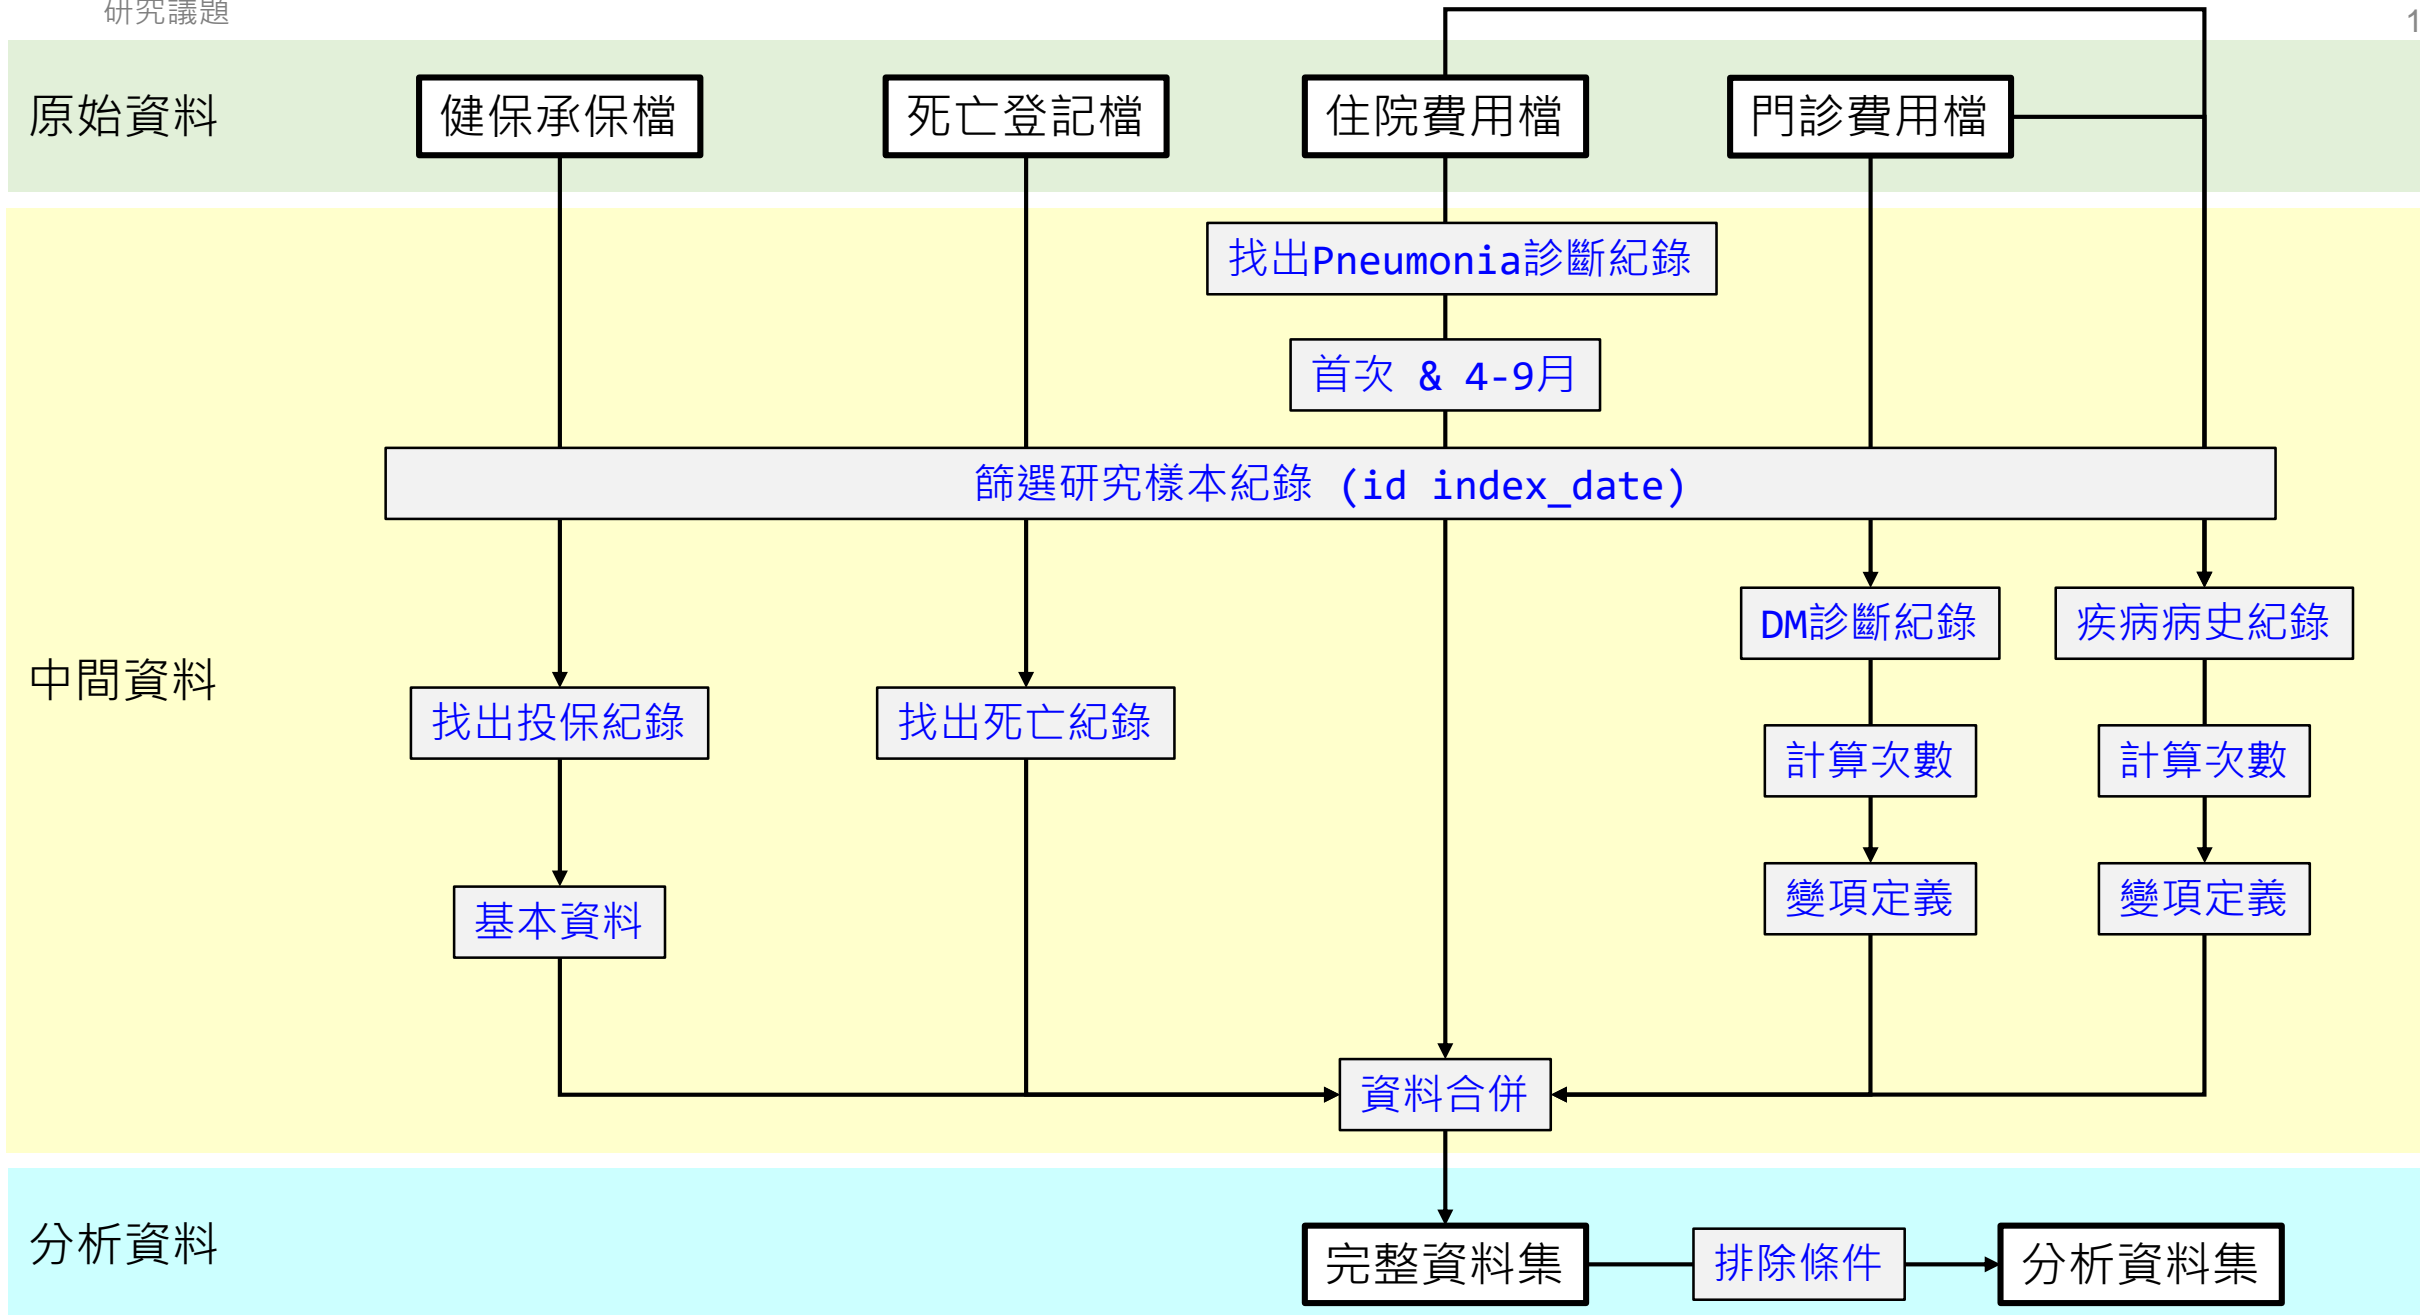 研究議題
1
原始資料
健保承保檔
死亡登記檔
住院費用檔
門診費用檔
找出Pneumonia診斷紀錄
首次 & 4-9月
篩選研究樣本紀錄 (id index_date)
DM診斷紀錄
疾病病史紀錄
中間資料
找出投保紀錄
找出死亡紀錄
計算次數
計算次數
基本資料
變項定義
變項定義
資料合併
分析資料
完整資料集
排除條件
分析資料集